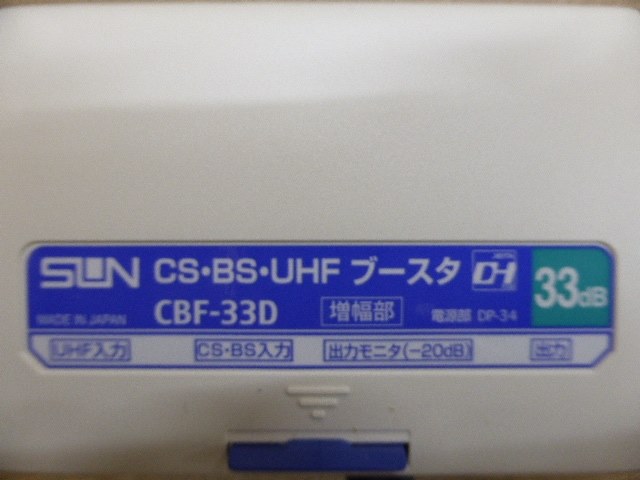 SUN CS・BS・UHF ブースタ DH 33dB
MADE IN JAPAN CBF-33D 増幅部 電源部 DP-34
UHF入力 CS・BS入力 出力モニタ(-20dB) 出力